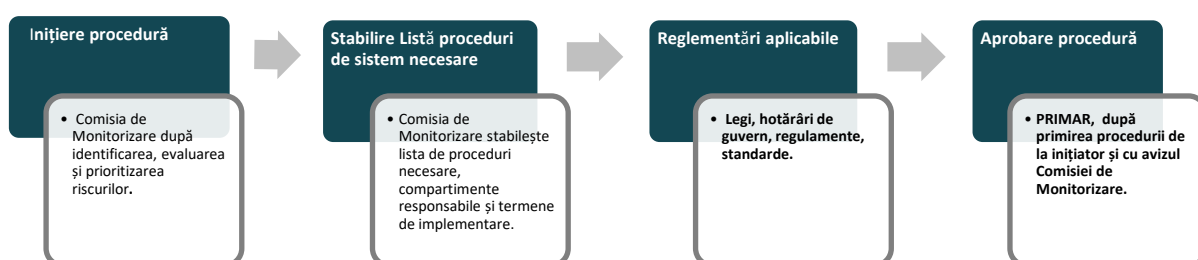 Inițiere procedură
• Comisia de
Monitorizare după
identificarea, evaluarea
și prioritizarea
riscurilor.
Stabilire Listă proceduri
de sistem necesare
• Comisia de
Monitorizare stabilește
lista de proceduri
necesare,
compartimente
responsabile și termene
de implementare.
Reglementări aplicabile
• Legi, hotărâri de
guvern, regulamente,
standarde.
Aprobare procedură
• PRIMAR, după
primirea procedurii de
la inițiator și cu avizul
Comisiei de
Monitorizare.